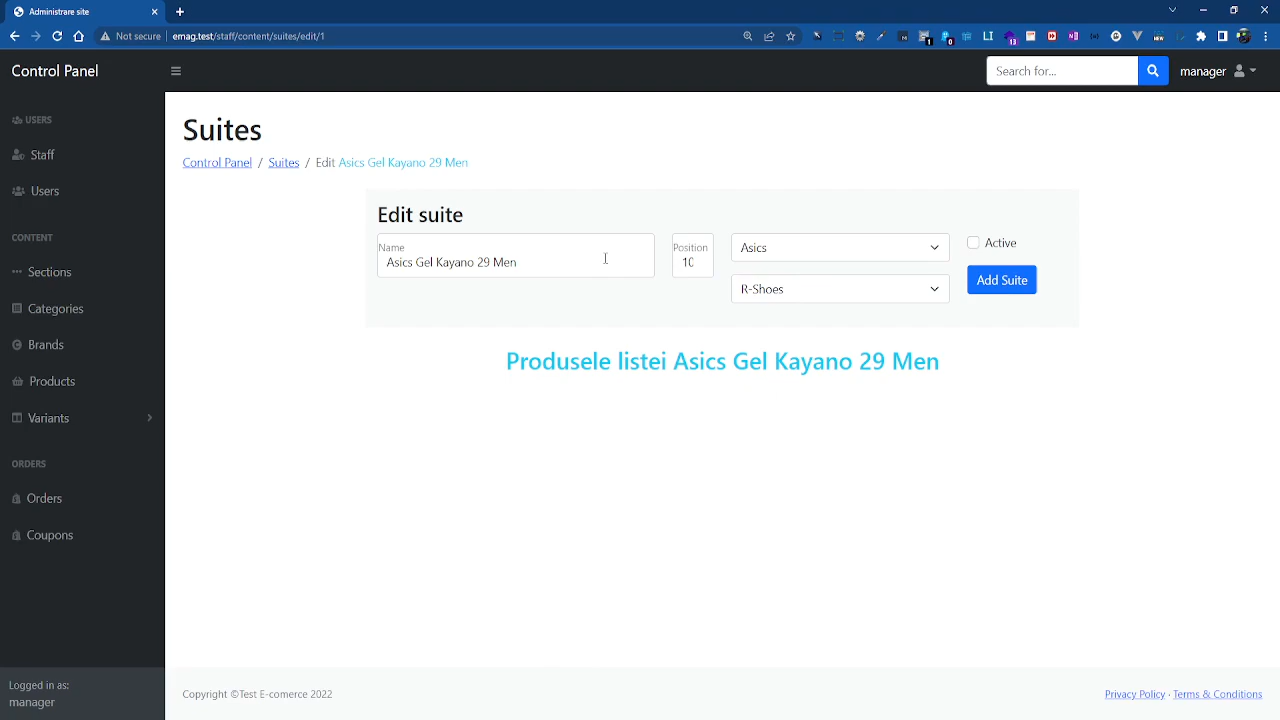 Administrare site
Not secure
emag.test/staff/content/suites/edit/1
Control Panel
Search for...
manager
USERS
Staff
Users
CONTENT
Sections
Categories
Brands
Products
Variants
ORDERS
Orders
Coupons
Logged in as:
manager
Suites
Control Panel / Suites / Edit Asics Gel Kayano 29 Men
Edit suite
Name
Asics Gel Kayano 29 Men
Position
10
Asics
R-Shoes
Active
Add Suite
Produsele listei Asics Gel Kayano 29 Men
Copyright ©Test E-comerce 2022
Privacy Policy · Terms & Conditions